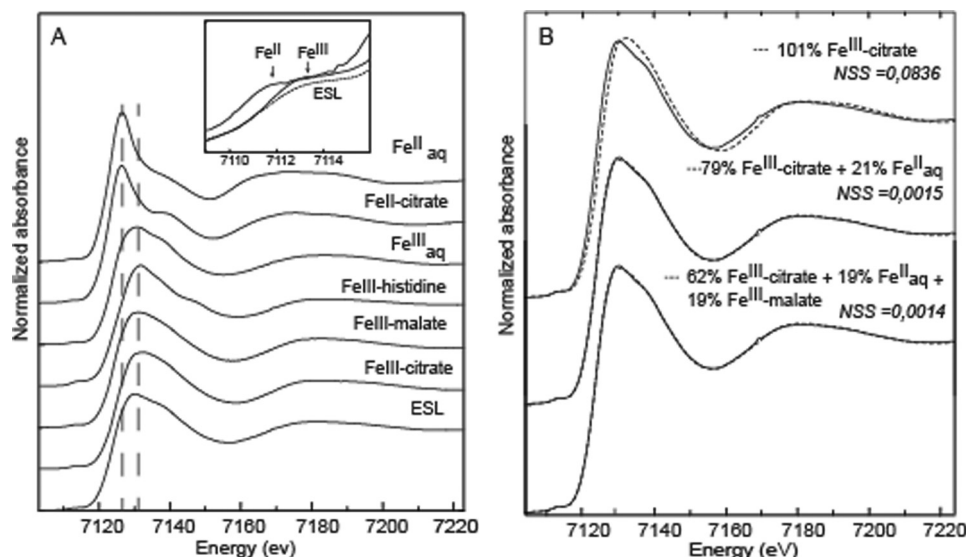 A
Fe^II
Fe^III
ESL
7110 7112 7114
Fe^II aq
FeII-citrate
Fe^III aq
FeIII-histidine
FeIII-malate
FeIII-citrate
ESL
Normalized absorbance
7120 7140 7160 7180 7200 7220
Energy (ev)
B
101% Fe^III-citrate
NSS =0,0836
79% Fe^III-citrate + 21% Fe^II aq
NSS =0,0015
62% Fe^III-citrate + 19% Fe^II aq +
19% Fe^III-malate
NSS =0,0014
Normalized absorbance
7120 7140 7160 7180 7200 7220
Energy (eV)